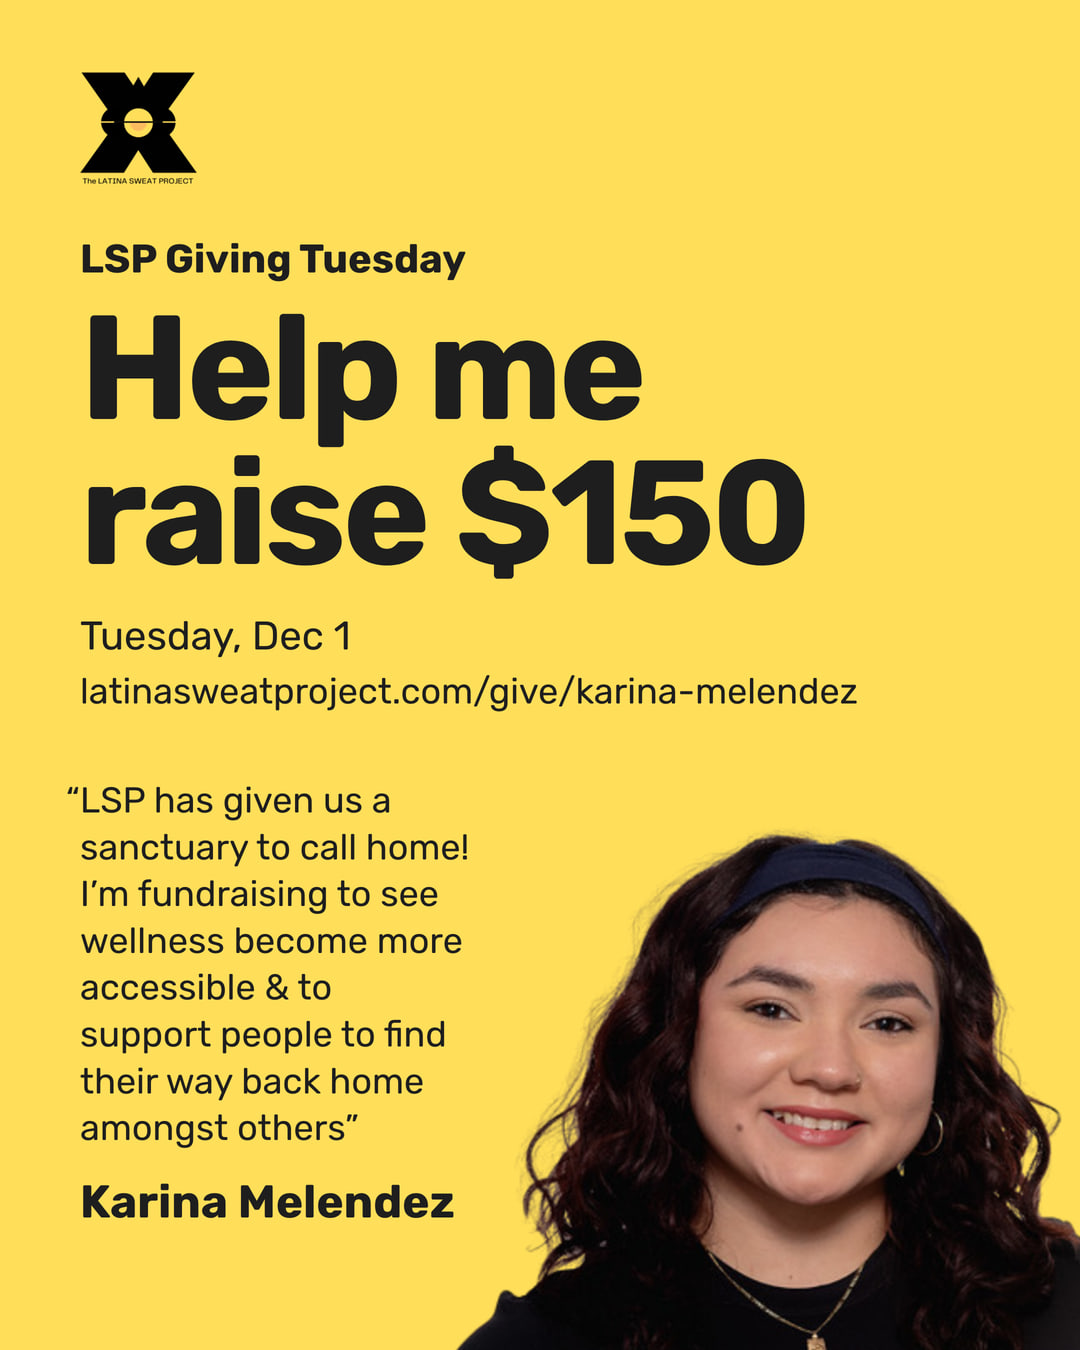 The LATINA SWEAT PROJECT
LSP Giving Tuesday
Help me
raise $150
Tuesday, Dec 1
latinasweatproject.com/give/karina-melendez
“LSP has given us a
sanctuary to call home!
I’m fundraising to see
wellness become more
accessible & to
support people to find
their way back home
amongst others”
Karina Melendez